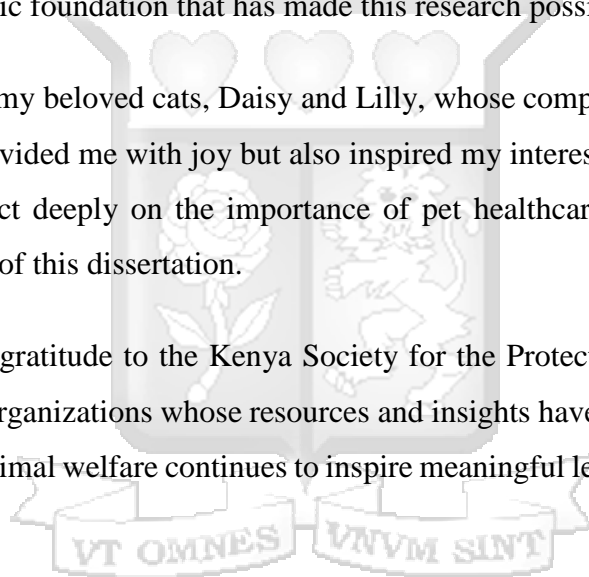 ic foundation that has made this research possi
my beloved cats, Daisy and Lilly, whose comp
vided me with joy but also inspired my interes
ct deeply on the importance of pet healthcar
of this dissertation.
gratitude to the Kenya Society for the Protect
rganizations whose resources and insights have
imal welfare continues to inspire meaningful le
VT OMNES VNVM SINT